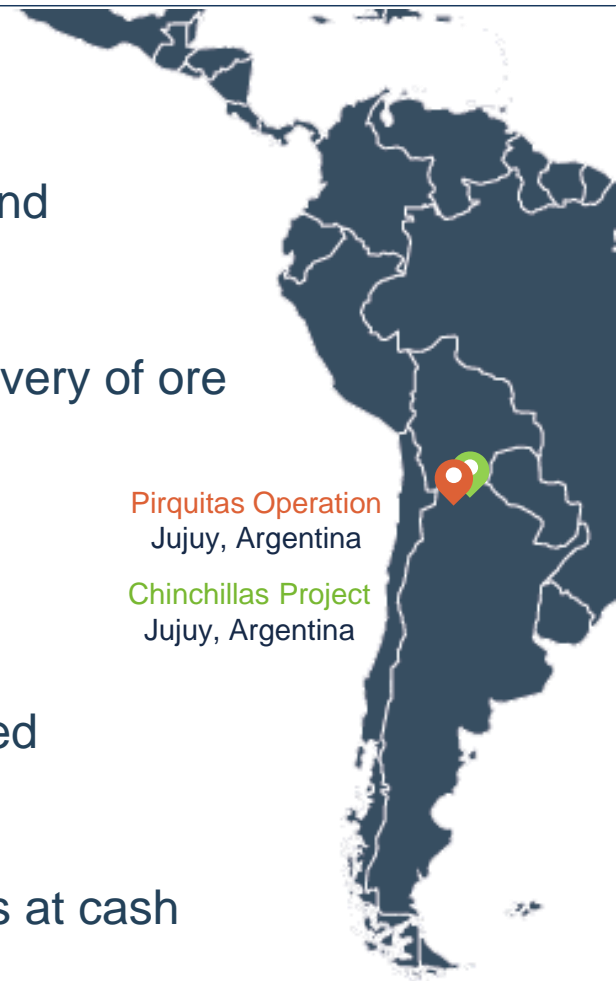 nd
very of ore
Pirquitas Operation
Jujuy, Argentina
Chinchillas Project
Jujuy, Argentina
ed
s at cash